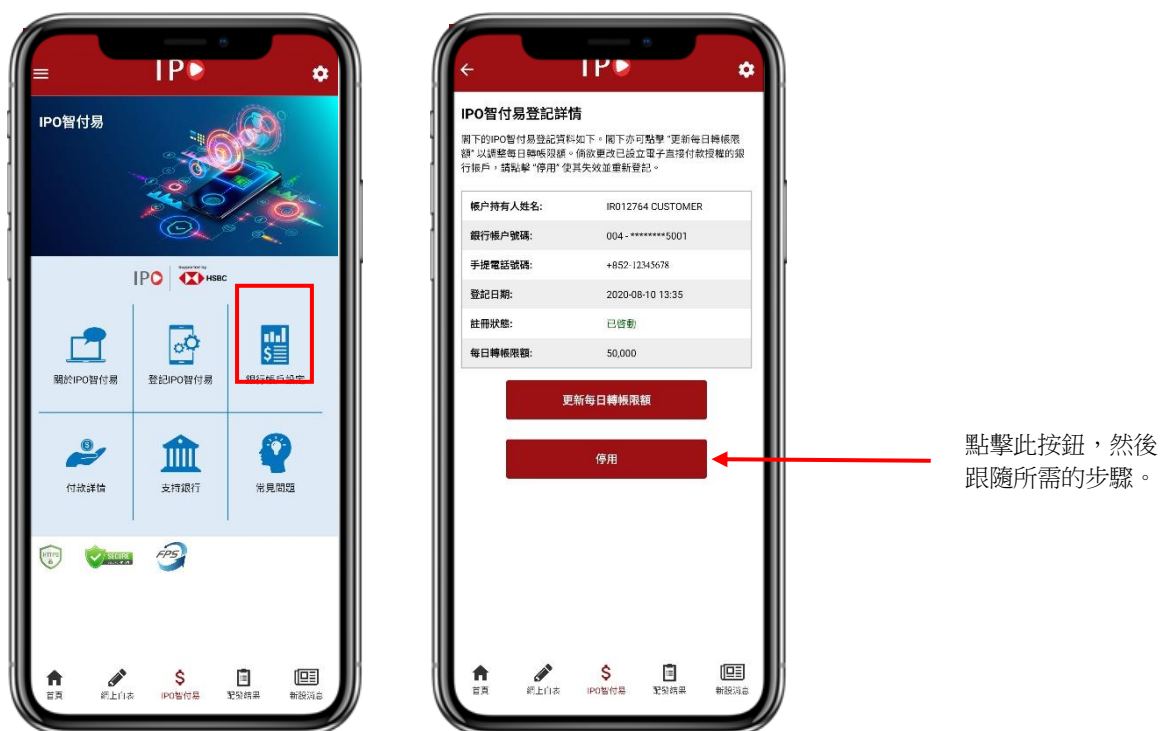 IPO
IPO智付易
IPO
Supported by
HSBC
關於IPO智付易
登記IPO智付易
銀行帳戶設定
付款詳情
支持銀行
常見問題
HTTPS
SECURE
FPS
首頁
網上白表
IPO智付易
配發結果
新股消息
IPO
IPO智付易登記詳情
閣下的IPO智付易登記資料如下。閣下亦可點擊 "更新每日轉帳限
額" 以調整每日轉帳限額。倘欲更改已設立電子直接付款授權的銀
行帳戶，請點擊 "停用" 使其失效並重新登記。
帳户持有人姓名: IR012764 CUSTOMER
銀行帳户號碼: 004 - ********5001
手提電話號碼: +852-12345678
登記日期: 2020-08-10 13:35
註冊狀態: 已啓動
每日轉帳限額: 50,000
更新每日轉帳限額
停用
首頁
網上白表
IPO智付易
配發結果
新股消息
點擊此按鈕，然後
跟隨所需的步驟。